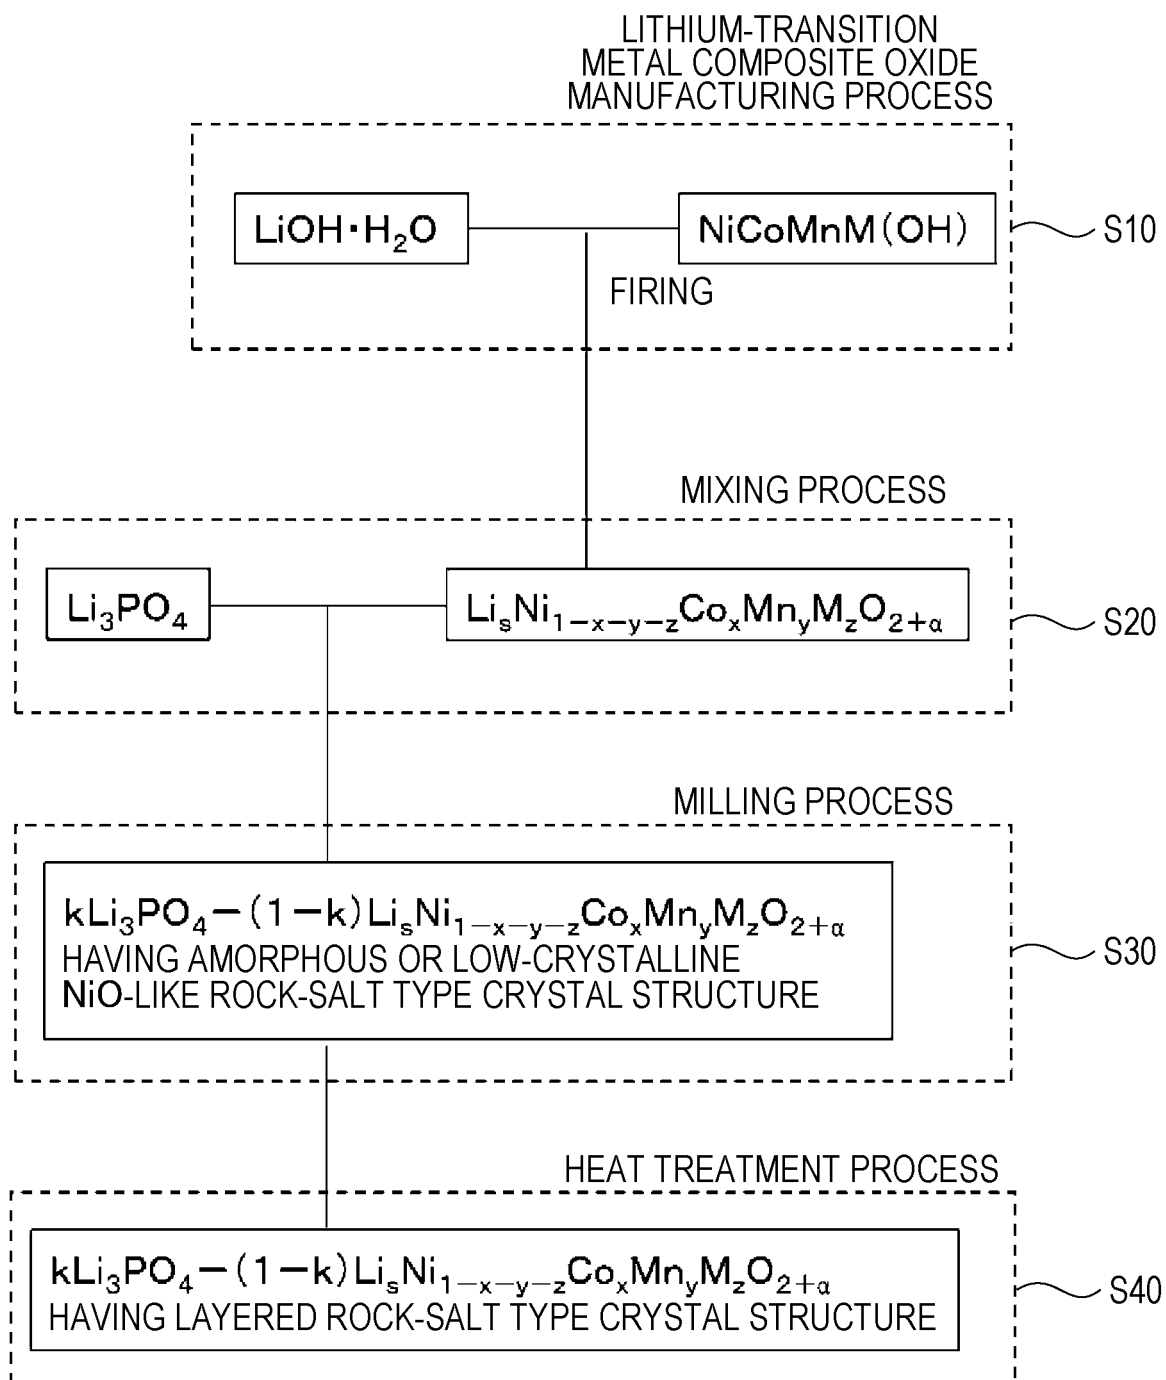 LITHIUM-TRANSITION
METAL COMPOSITE OXIDE
MANUFACTURING PROCESS
LiOH·H₂O
NiCoMnM(OH)
S10
FIRING
MIXING PROCESS
Li₃PO₄
LiₛNi₁₋ₓ₋y₋zCoₓMnyMzO₂₊α
S20
MILLING PROCESS
kLi₃PO₄—(1—k)LiₛNi₁₋ₓ₋y₋zCoₓMnyMzO₂₊α
HAVING AMORPHOUS OR LOW-CRYSTALLINE
NiO-LIKE ROCK-SALT TYPE CRYSTAL STRUCTURE
S30
HEAT TREATMENT PROCESS
kLi₃PO₄—(1—k)LiₛNi₁₋ₓ₋y₋zCoₓMnyMzO₂₊α
HAVING LAYERED ROCK-SALT TYPE CRYSTAL STRUCTURE
S40